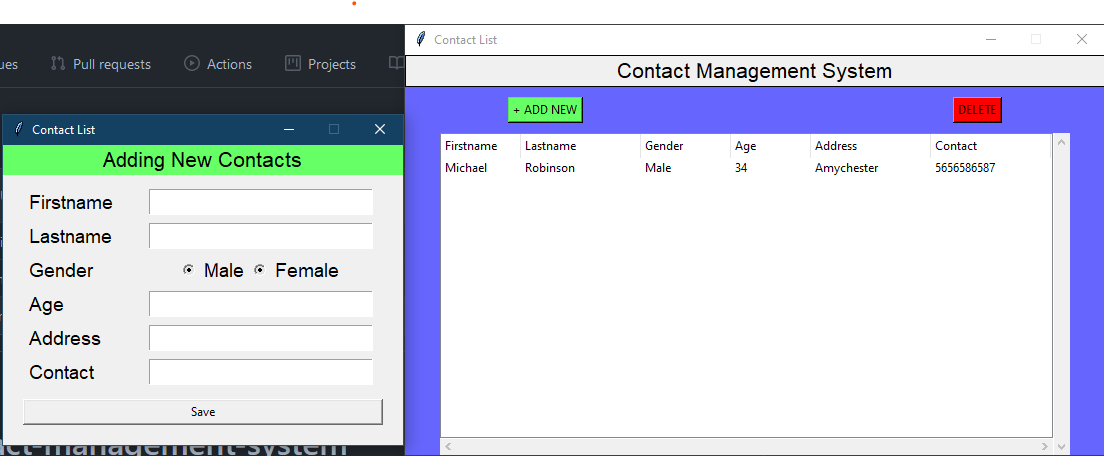 Contact List
Contact Management System
ues Pull requests Actions Projects
+ ADD NEW DELETE
Contact List
Adding New Contacts
Firstname
Lastname
Gender Male Female
Age
Address
Contact
Save
Firstname Lastname Gender Age Address Contact
Michael Robinson Male 34 Amychester 5656586587
act-management-system